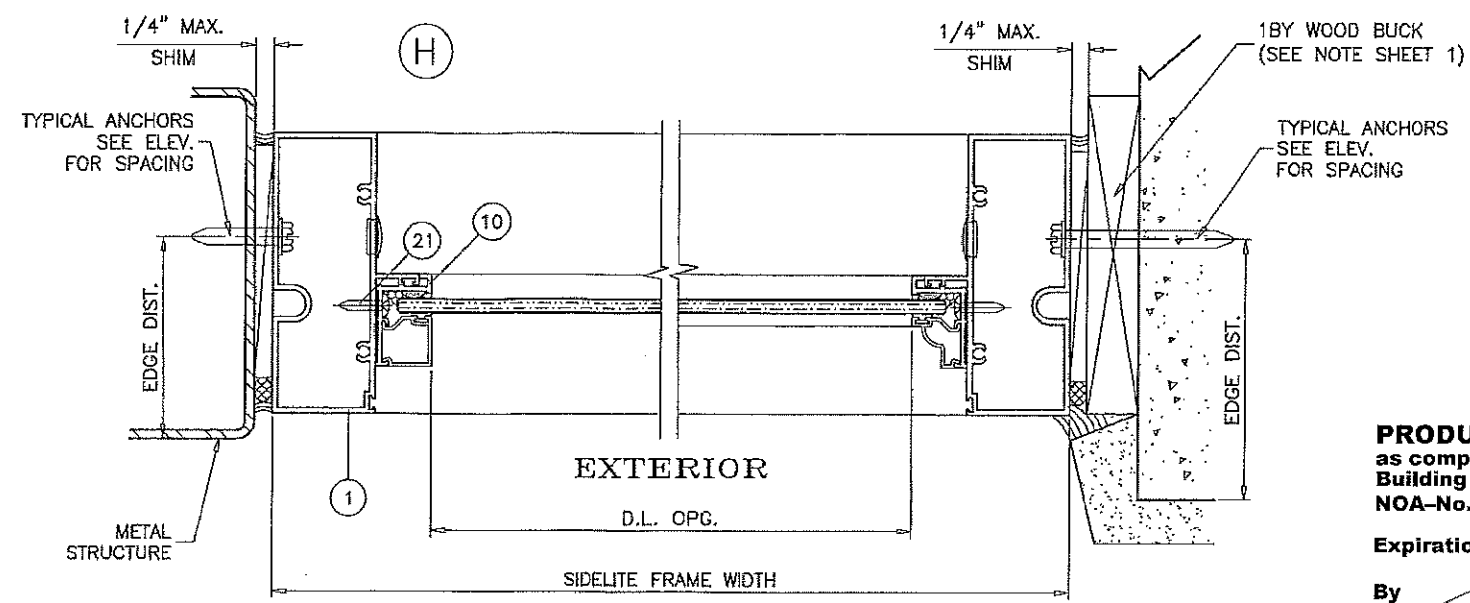 1/4" MAX.
SHIM
H
1/4" MAX.
SHIM
1BY WOOD BUCK
(SEE NOTE SHEET 1)
TYPICAL ANCHORS
SEE ELEV.
FOR SPACING
TYPICAL ANCHORS
SEE ELEV.
FOR SPACING
21
10
EDGE DIST.
EDGE DIST.
EXTERIOR
1
D.L. OPG.
METAL
STRUCTURE
SIDELITE FRAME WIDTH
PRODU
as comp
Building
NOA-No.
Expiratio
By